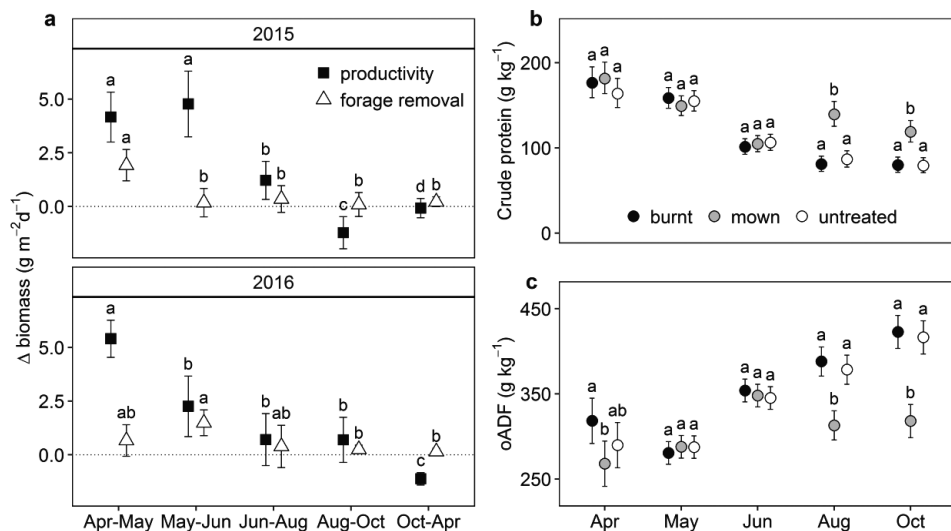 a
2015
productivity
forage removal
a
a
a
b
b
b
c
b
d
b
5.0
2.5
0.0
2016
a
ab
b
a
b
ab
b
b
c
b
5.0
2.5
0.0
Δ biomass (g m⁻²d⁻¹)
Apr-May May-Jun Jun-Aug Aug-Oct Oct-Apr
b
Crude protein (g kg⁻¹)
200
100
0
a a a
a a a
a a a
a b a
a b a
burnt mown untreated
c
oADF (g kg⁻¹)
450
350
250
a b ab
a a a
a a a
a b a
a b a
Apr May Jun Aug Oct